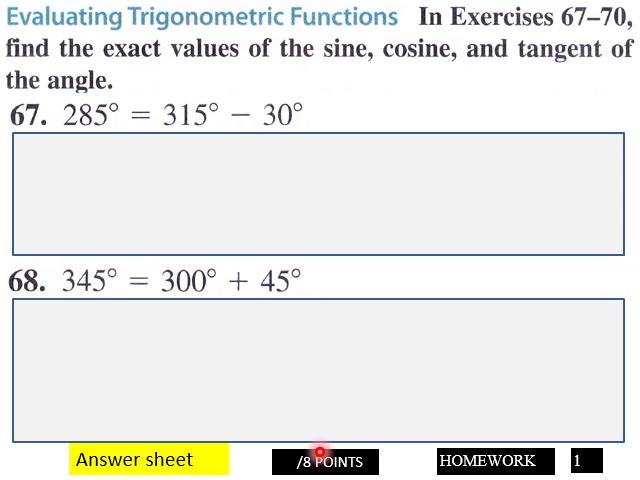 Evaluating Trigonometric Functions In Exercises 67–70,
find the exact values of the sine, cosine, and tangent of
the angle.
67. 285° = 315° − 30°
68. 345° = 300° + 45°
Answer sheet /8 POINTS HOMEWORK 1